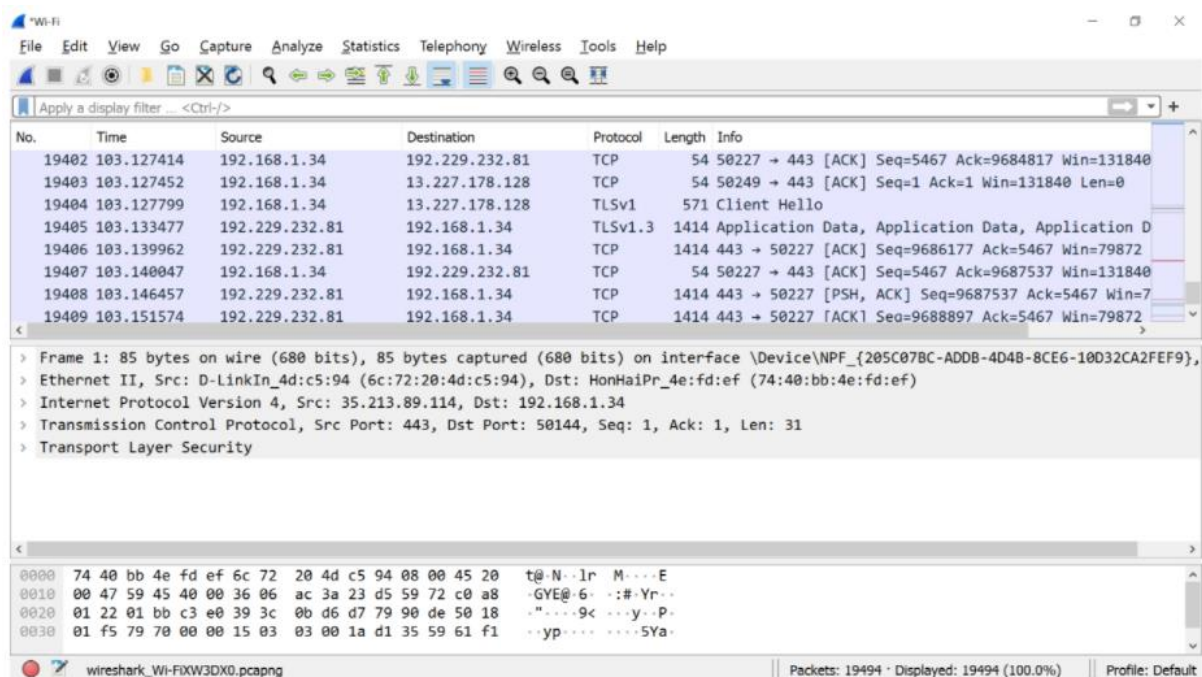 *Wi-Fi
File Edit View Go Capture Analyze Statistics Telephony Wireless Tools Help
Apply a display filter ... <Ctrl-/>
No. Time Source Destination Protocol Length Info
19402 103.127414 192.168.1.34 192.229.232.81 TCP 54 50227 → 443 [ACK] Seq=5467 Ack=9684817 Win=131840
19403 103.127452 192.168.1.34 13.227.178.128 TCP 54 50249 → 443 [ACK] Seq=1 Ack=1 Win=131840 Len=0
19404 103.127799 192.168.1.34 13.227.178.128 TLSv1 571 Client Hello
19405 103.133477 192.229.232.81 192.168.1.34 TLSv1.3 1414 Application Data, Application Data, Application D
19406 103.139962 192.229.232.81 192.168.1.34 TCP 1414 443 → 50227 [ACK] Seq=9686177 Ack=5467 Win=79872
19407 103.140047 192.168.1.34 192.229.232.81 TCP 54 50227 → 443 [ACK] Seq=5467 Ack=9687537 Win=131840
19408 103.146457 192.229.232.81 192.168.1.34 TCP 1414 443 → 50227 [PSH, ACK] Seq=9687537 Ack=5467 Win=7
19409 103.151574 192.229.232.81 192.168.1.34 TCP 1414 443 → 50227 [ACK] Seq=9688897 Ack=5467 Win=79872
> Frame 1: 85 bytes on wire (680 bits), 85 bytes captured (680 bits) on interface \Device\NPF_{205C07BC-ADDB-4D4B-8CE6-10D32CA2FEF9},
> Ethernet II, Src: D-LinkIn_4d:c5:94 (6c:72:20:4d:c5:94), Dst: HonHaiPr_4e:fd:ef (74:40:bb:4e:fd:ef)
> Internet Protocol Version 4, Src: 35.213.89.114, Dst: 192.168.1.34
> Transmission Control Protocol, Src Port: 443, Dst Port: 50144, Seq: 1, Ack: 1, Len: 31
> Transport Layer Security
0000 74 40 bb 4e fd ef 6c 72 20 4d c5 94 08 00 45 20 t@·N··lr M····E
0010 00 47 59 45 40 00 36 06 ac 3a 23 d5 59 72 c0 a8 ·GYE@·6· ·:#·Yr··
0020 01 22 01 bb c3 e0 39 3c 0b d6 d7 79 90 de 50 18 ·"····9< ···y··P·
0030 01 f5 79 70 00 00 15 03 03 00 1a d1 35 59 61 f1 ··yp···· ····5Ya·
wireshark_Wi-FiXW3DX0.pcapng Packets: 19494 · Displayed: 19494 (100.0%) Profile: Default